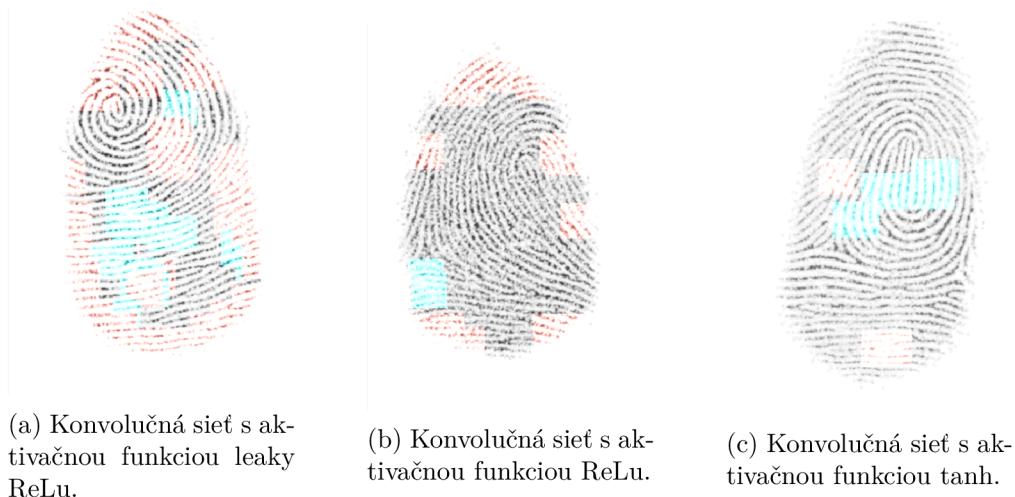 (a) Konvolučná sieť s ak-
tivačnou funkciou leaky
ReLu.
(b) Konvolučná sieť s ak-
tivačnou funkciou ReLu.
(c) Konvolučná sieť s ak-
tivačnou funkciou tanh.